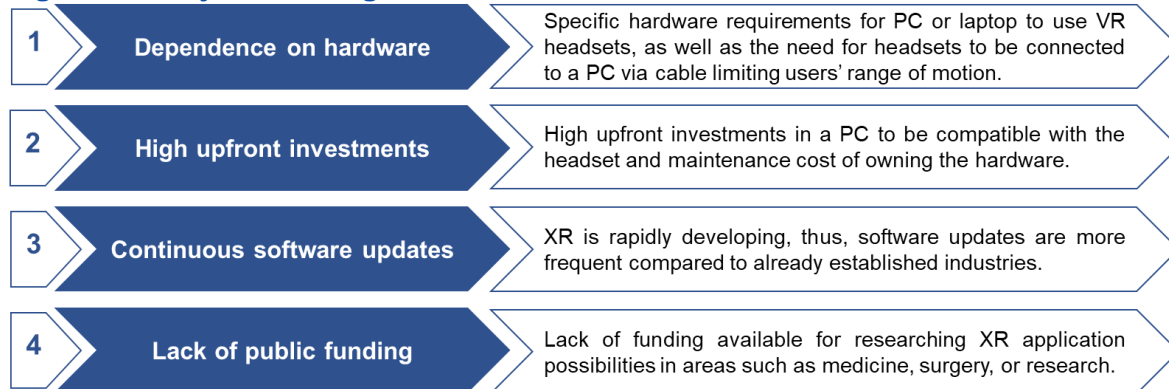 1
Dependence on hardware
Specific hardware requirements for PC or laptop to use VR
headsets, as well as the need for headsets to be connected
to a PC via cable limiting users' range of motion.
2
High upfront investments
High upfront investments in a PC to be compatible with the
headset and maintenance cost of owning the hardware.
3
Continuous software updates
XR is rapidly developing, thus, software updates are more
frequent compared to already established industries.
4
Lack of public funding
Lack of funding available for researching XR application
possibilities in areas such as medicine, surgery, or research.